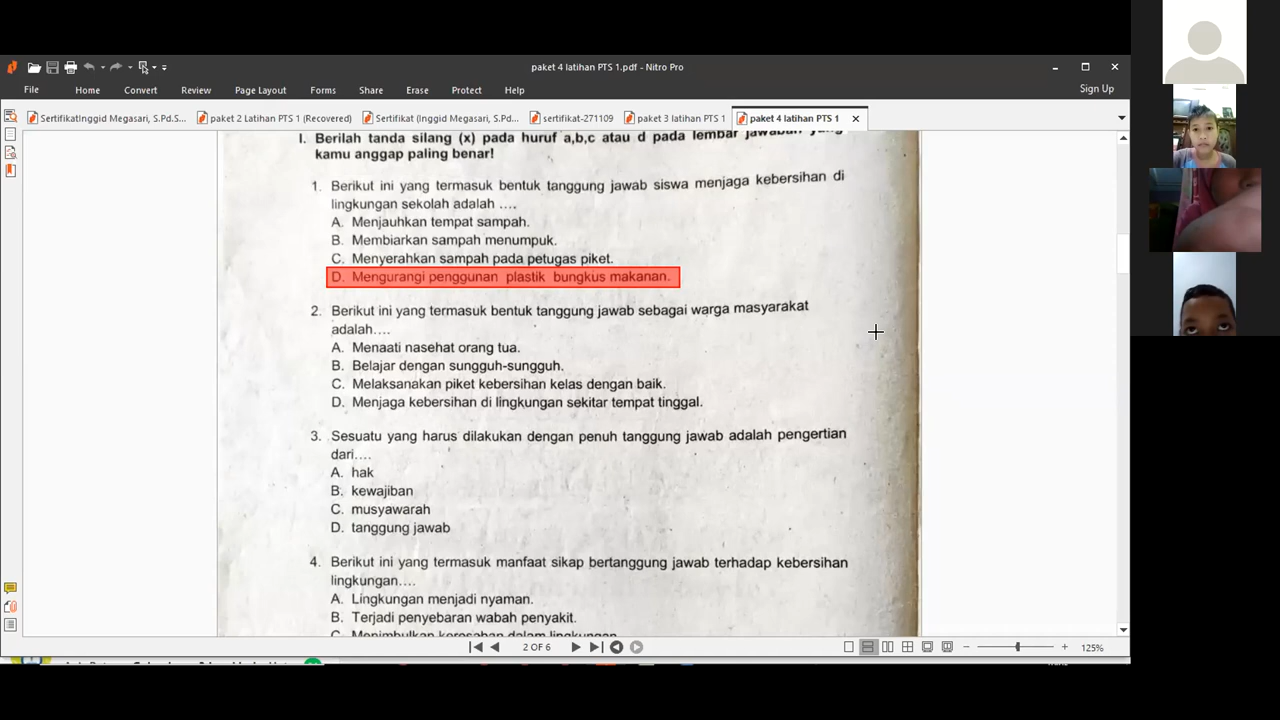 paket 4 latihan PTS 1.pdf - Nitro Pro
File Home Convert Review Page Layout Forms Share Erase Protect Help Sign Up
SertifikatInggid Megasari, S.Pd.S... paket 2 Latihan PTS 1 (Recovered) Sertifikat (Inggid Megasari, S.Pd... sertifikat-271109 paket 3 latihan PTS 1 paket 4 latihan PTS 1
I. Berilah tanda silang (x) pada huruf a,b,c atau d pada lembar jawaban yang
kamu anggap paling benar!
1. Berikut ini yang termasuk bentuk tanggung jawab siswa menjaga kebersihan di
lingkungan sekolah adalah ....
A. Menjauhkan tempat sampah.
B. Membiarkan sampah menumpuk.
C. Menyerahkan sampah pada petugas piket.
D. Mengurangi penggunan plastik bungkus makanan.
2. Berikut ini yang termasuk bentuk tanggung jawab sebagai warga masyarakat
adalah....
A. Menaati nasehat orang tua.
B. Belajar dengan sungguh-sungguh.
C. Melaksanakan piket kebersihan kelas dengan baik.
D. Menjaga kebersihan di lingkungan sekitar tempat tinggal.
3. Sesuatu yang harus dilakukan dengan penuh tanggung jawab adalah pengertian
dari....
A. hak
B. kewajiban
C. musyawarah
D. tanggung jawab
4. Berikut ini yang termasuk manfaat sikap bertanggung jawab terhadap kebersihan
lingkungan....
A. Lingkungan menjadi nyaman.
B. Terjadi penyebaran wabah penyakit.
C. Menimbulkan keresahan dalam lingkungan.
2 OF 6
125%